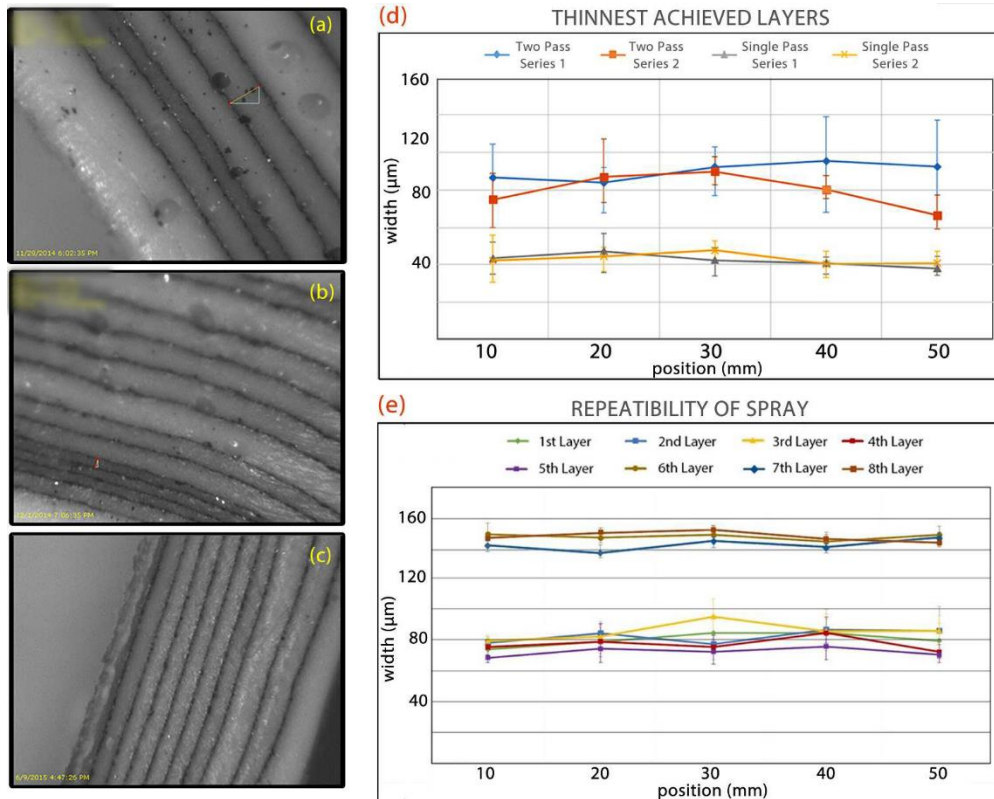 (a)
11/20/2014 6:02:35 PM
(b)
(c)
6/9/2015 4:47:26 PM
(d)
THINNEST ACHIEVED LAYERS
Two Pass
Series 1
Two Pass
Series 2
Single Pass
Series 1
Single Pass
Series 2
160
120
80
40
width (µm)
10 20 30 40 50
position (mm)
(e)
REPEATIBILITY OF SPRAY
1st Layer 2nd Layer 3rd Layer 4th Layer
5th Layer 6th Layer 7th Layer 8th Layer
160
120
80
40
width (µm)
10 20 30 40 50
position (mm)